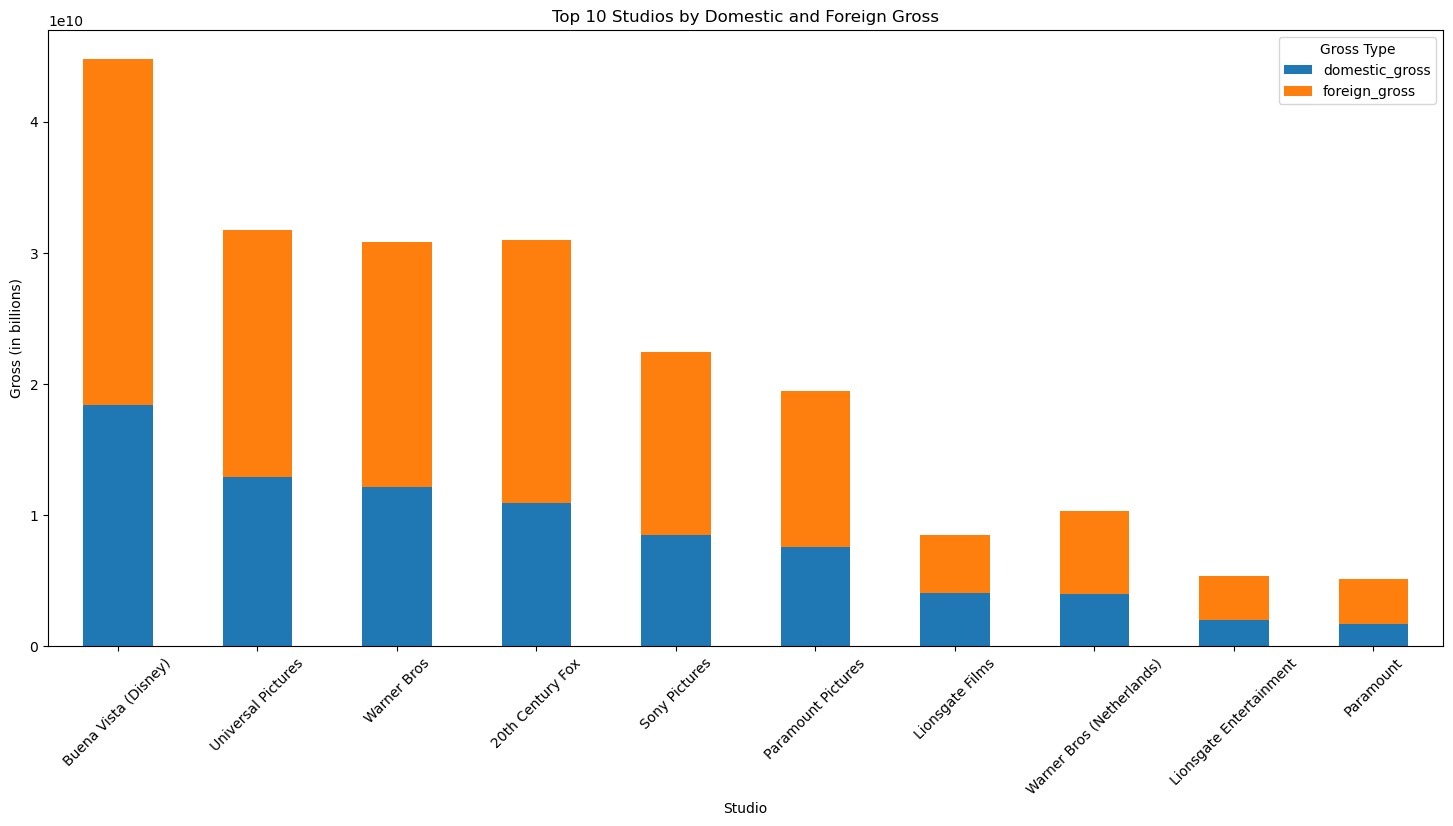 Top 10 Studios by Domestic and Foreign Gross
1e10
Gross Type
domestic_gross
foreign_gross
4
3
2
1
0
Gross (in billions)
Buena Vista (Disney)
Universal Pictures
Warner Bros
20th Century Fox
Sony Pictures
Paramount Pictures
Lionsgate Films
Warner Bros (Netherlands)
Lionsgate Entertainment
Paramount
Studio